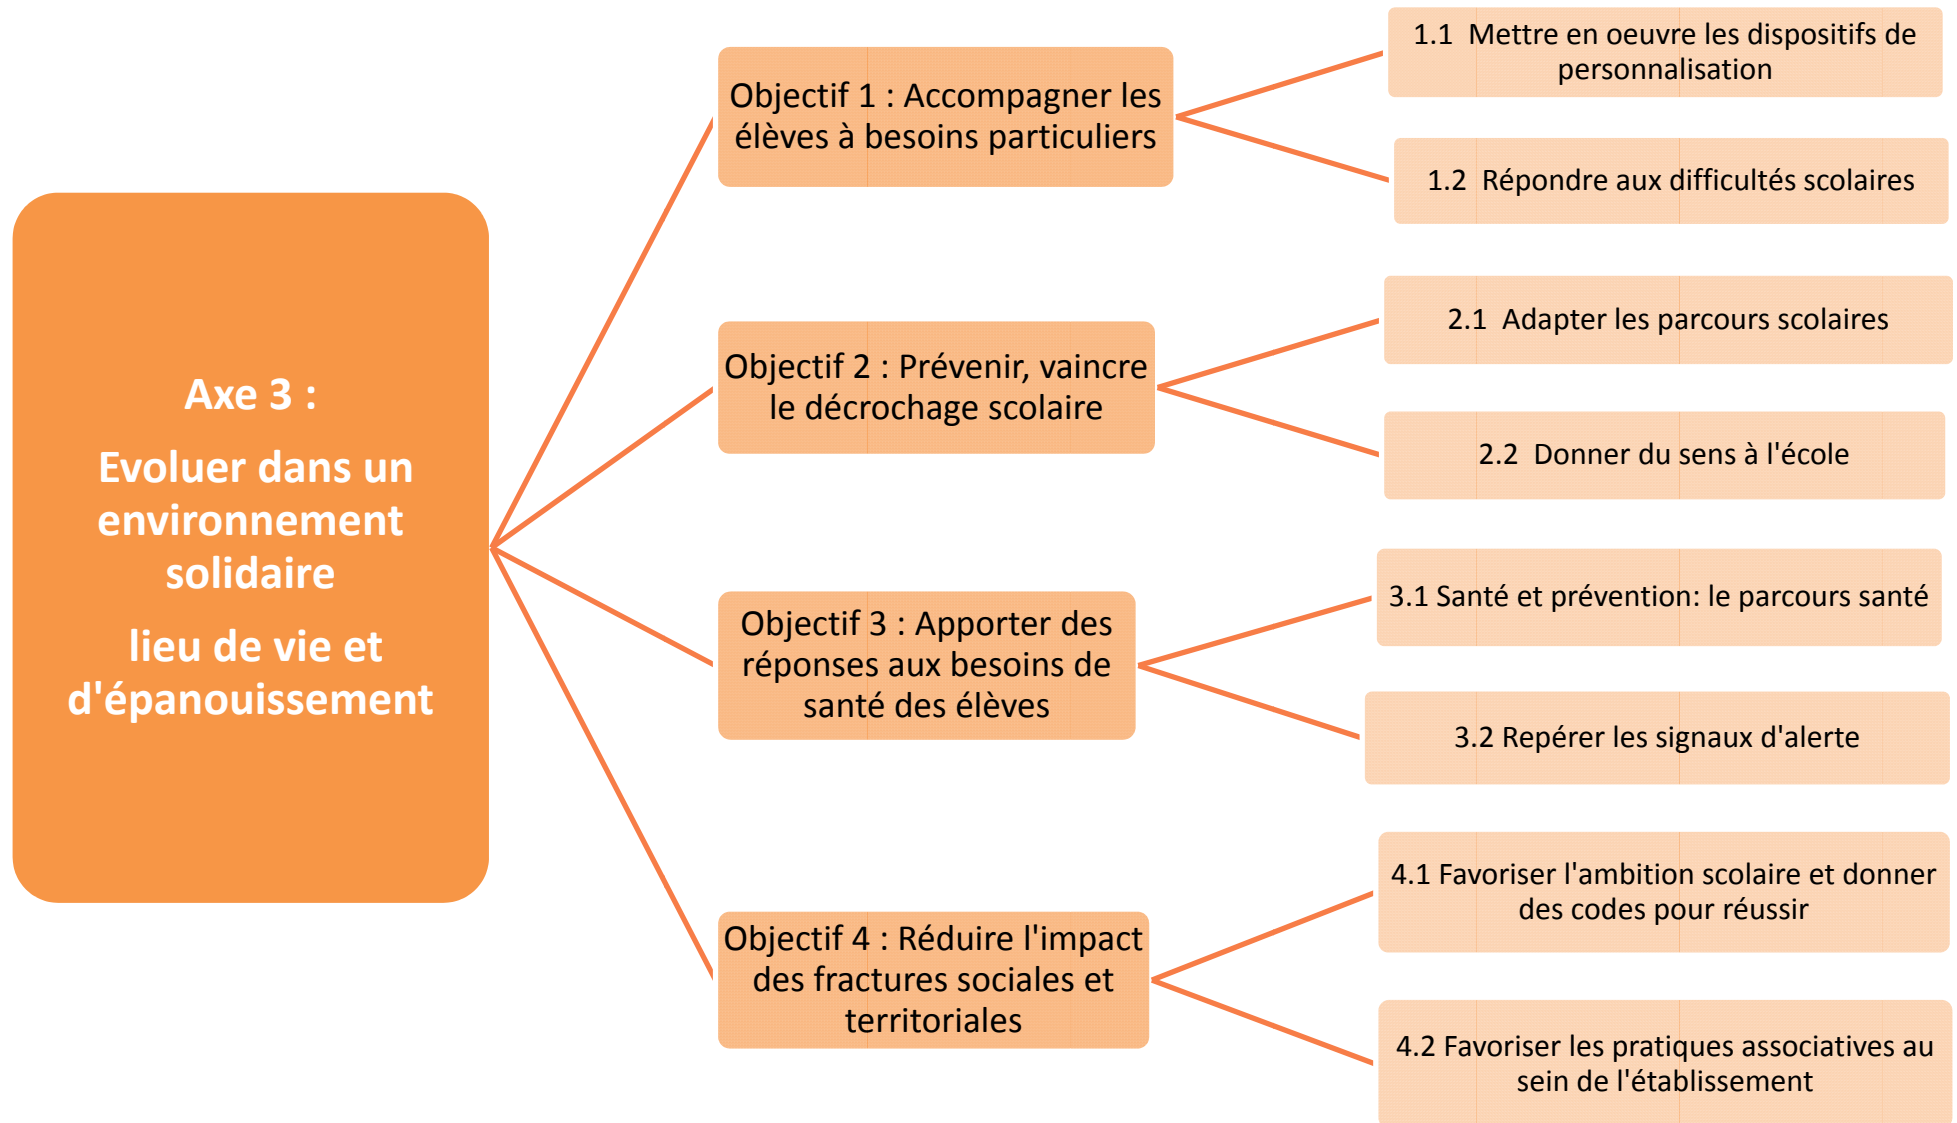 Axe 3 :
Evoluer dans un
environnement
solidaire
lieu de vie et
d'épanouissement
Objectif 1 : Accompagner les
élèves à besoins particuliers
1.1 Mettre en oeuvre les dispositifs de
personnalisation
1.2 Répondre aux difficultés scolaires
Objectif 2 : Prévenir, vaincre
le décrochage scolaire
2.1 Adapter les parcours scolaires
2.2 Donner du sens à l'école
Objectif 3 : Apporter des
réponses aux besoins de
santé des élèves
3.1 Santé et prévention: le parcours santé
3.2 Repérer les signaux d'alerte
Objectif 4 : Réduire l'impact
des fractures sociales et
territoriales
4.1 Favoriser l'ambition scolaire et donner
des codes pour réussir
4.2 Favoriser les pratiques associatives au
sein de l'établissement